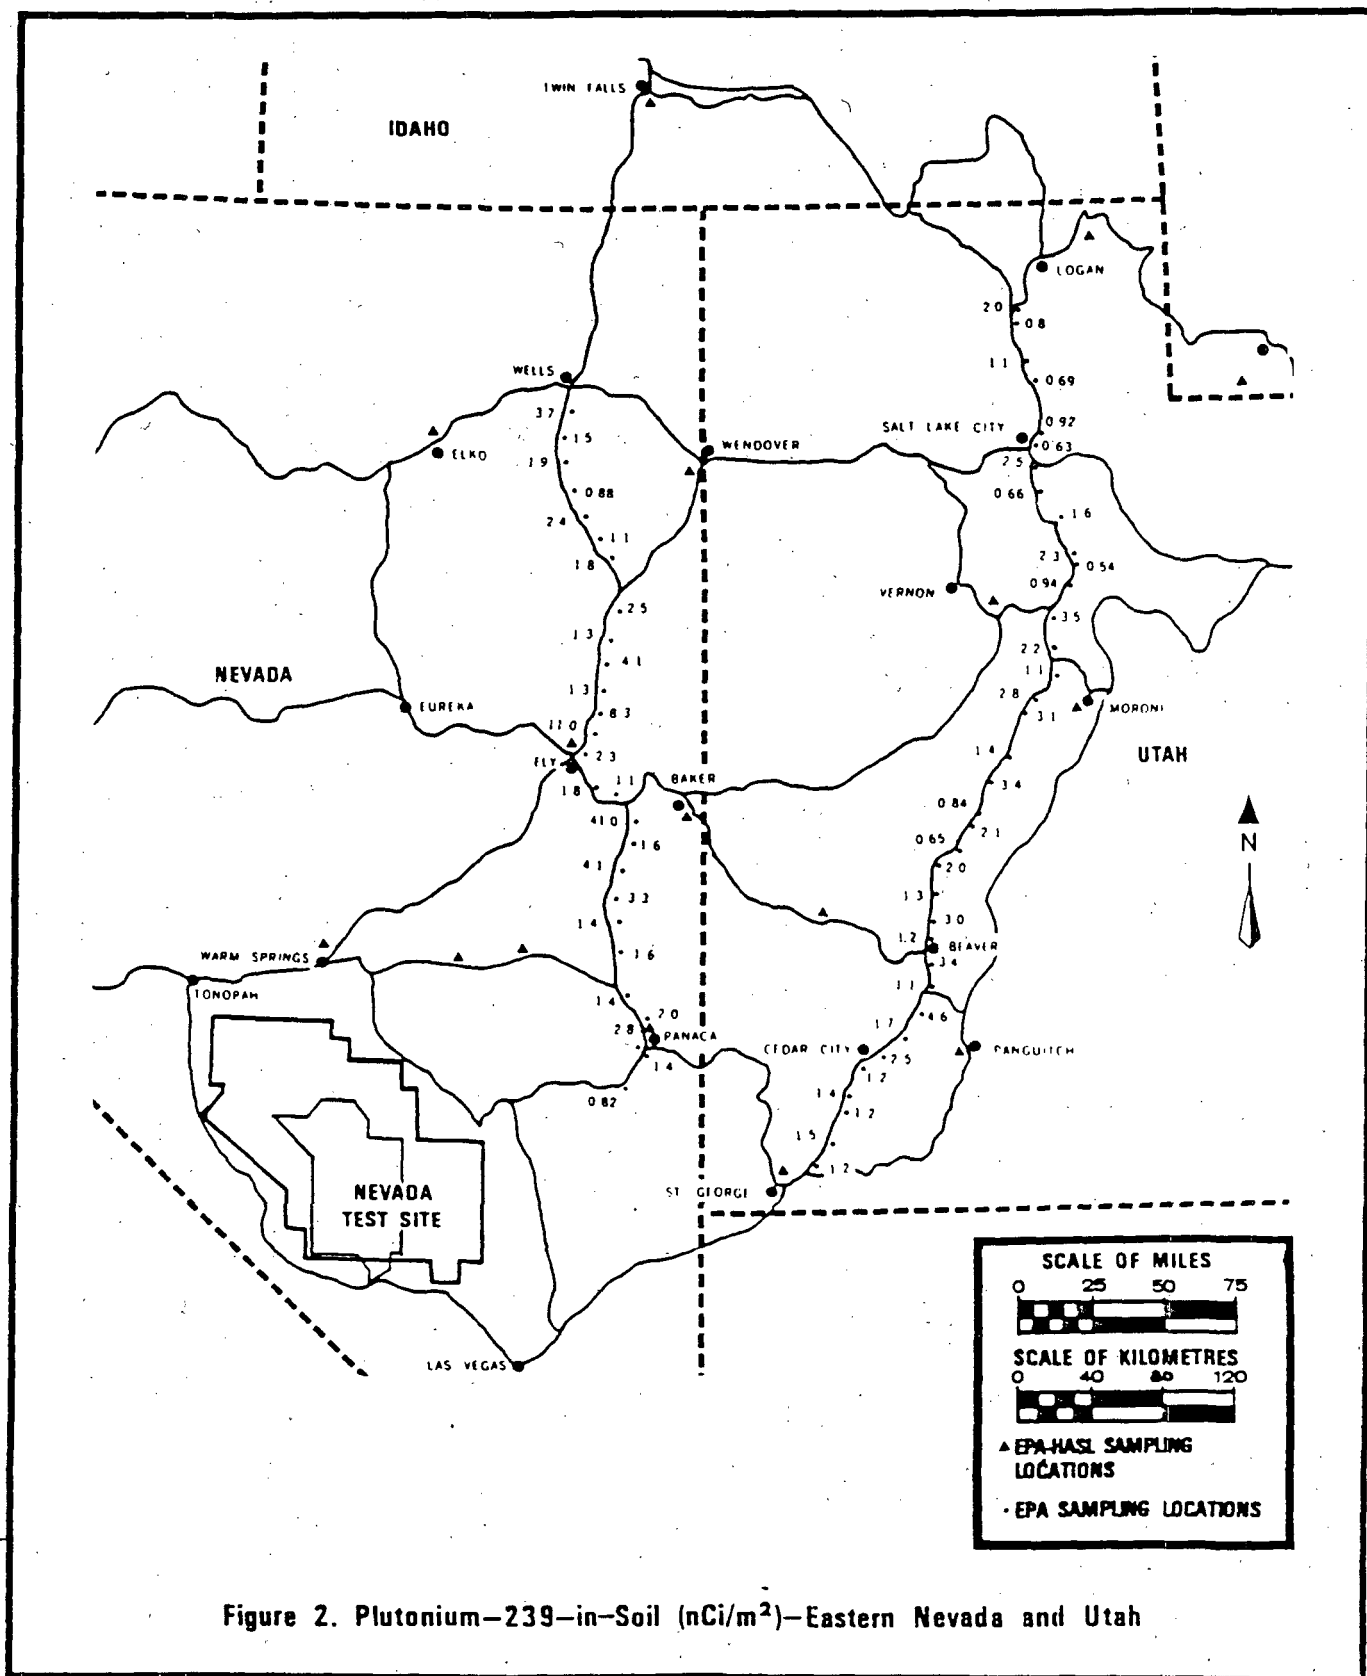 TWIN FALLS
IDAHO
LOGAN
2.0
0.8
1.1
0.69
WELLS
3.7
0.92
SALT LAKE CITY
0.63
1.5
WENDOVER
ELKO
1.9
2.5
0.88
0.66
2.4
1.6
1.1
1.8
2.3
0.54
0.94
VERNON
2.5
3.5
1.3
2.2
4.1
1.1
NEVADA
1.3
2.8
EUREKA
8.3
3.1
MORONI
2.3
1.4
UTAH
ELY
1.1
BAKER
1.8
3.4
0.84
41.0
2.1
1.6
0.65
N
4.1
2.0
3.3
1.3
1.4
3.0
1.2
BEAVER
1.6
WARM SPRINGS
3.4
TONOPAH
1.4
1.1
2.0
4.6
2.8
PANACA
1.7
CEDAR CITY
2.5
PANGUITCH
1.4
1.2
0.82
1.4
1.2
1.5
1.2
NEVADA
TEST SITE
ST GEORGE
SCALE OF MILES
0 25 50 75
SCALE OF KILOMETRES
0 40 80 120
LAS VEGAS
EPA-HASL SAMPLING
LOCATIONS
EPA SAMPLING LOCATIONS
Figure 2. Plutonium–239–in–Soil (nCi/m²)–Eastern Nevada and Utah